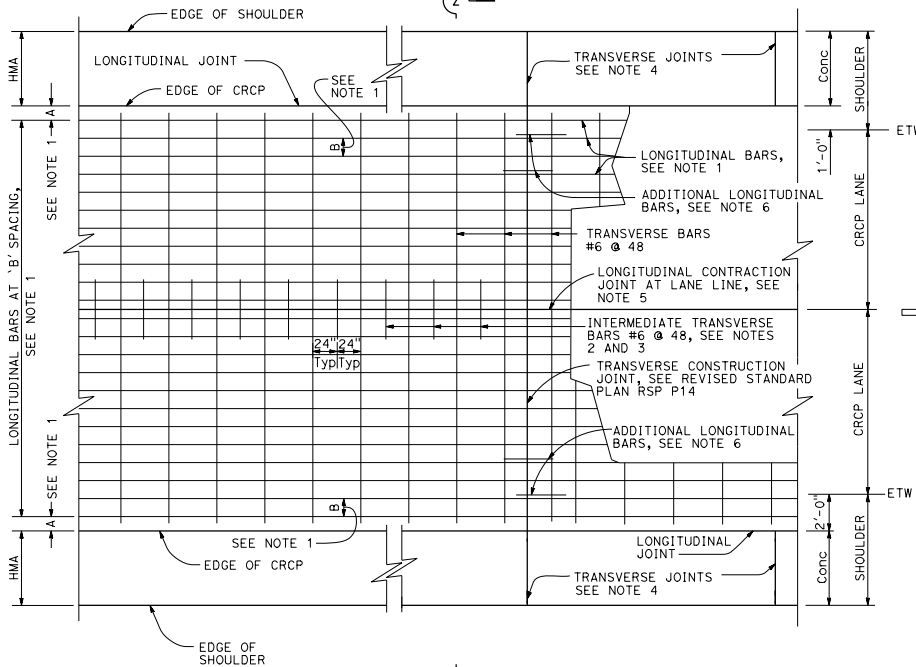 2
EDGE OF SHOULDER
HMA
LONGITUDINAL JOINT
EDGE OF CRCP
SEE
NOTE 1
TRANSVERSE JOINTS
SEE NOTE 4
Conc
SHOULDER
A
B
ETW
1'-0"
LONGITUDINAL BARS,
SEE NOTE 1
ADDITIONAL LONGITUDINAL
BARS, SEE NOTE 6
CRCP LANE
SEE NOTE 1
LONGITUDINAL BARS AT 'B' SPACING,
SEE NOTE 1
TRANSVERSE BARS
#6 @ 48
LONGITUDINAL CONTRACTION
JOINT AT LANE LINE, SEE
NOTE 5
INTERMEDIATE TRANSVERSE
BARS #6 @ 48, SEE NOTES
2 AND 3
24" 24"
Typ Typ
TRANSVERSE CONSTRUCTION
JOINT, SEE REVISED STANDARD
PLAN RSP P14
CRCP LANE
ADDITIONAL LONGITUDINAL
BARS, SEE NOTE 6
SEE NOTE 1
B
A
ETW
2'-0"
SEE NOTE 1
EDGE OF CRCP
LONGITUDINAL
JOINT
HMA
TRANSVERSE JOINTS
SEE NOTE 4
Conc
SHOULDER
EDGE OF
SHOULDER